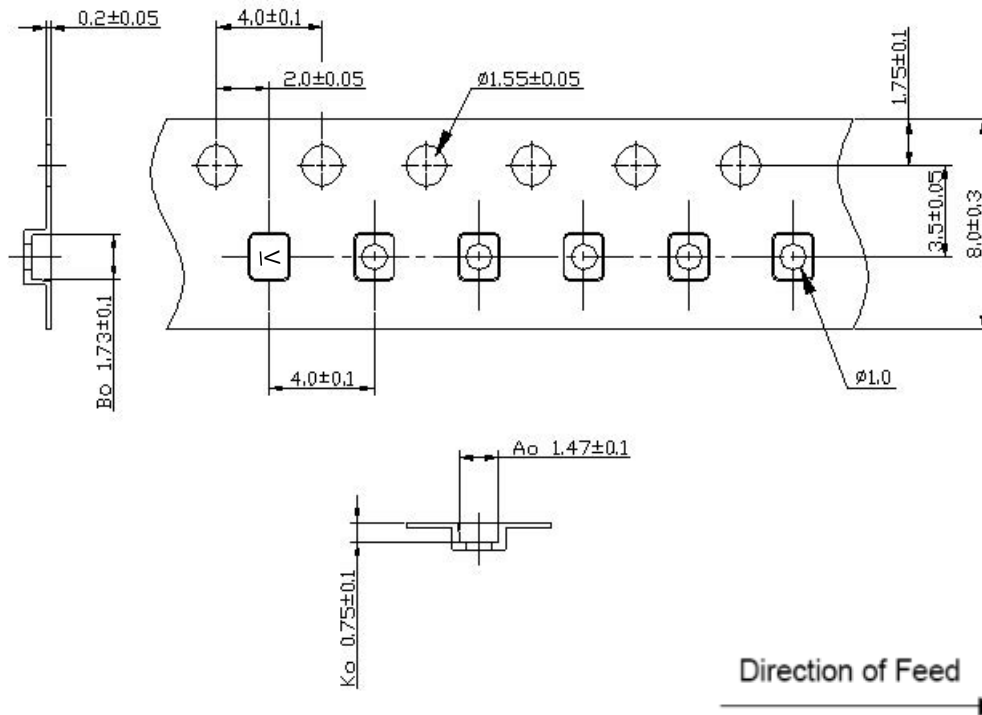 0.2±0.05
4.0±0.1
2.0±0.05
ø1.55±0.05
1.75±0.1
3.5±0.05
8.0±0.3
V
Bo 1.73±0.1
4.0±0.1
ø1.0
Ao 1.47±0.1
Ko 0.75±0.1
Direction of Feed